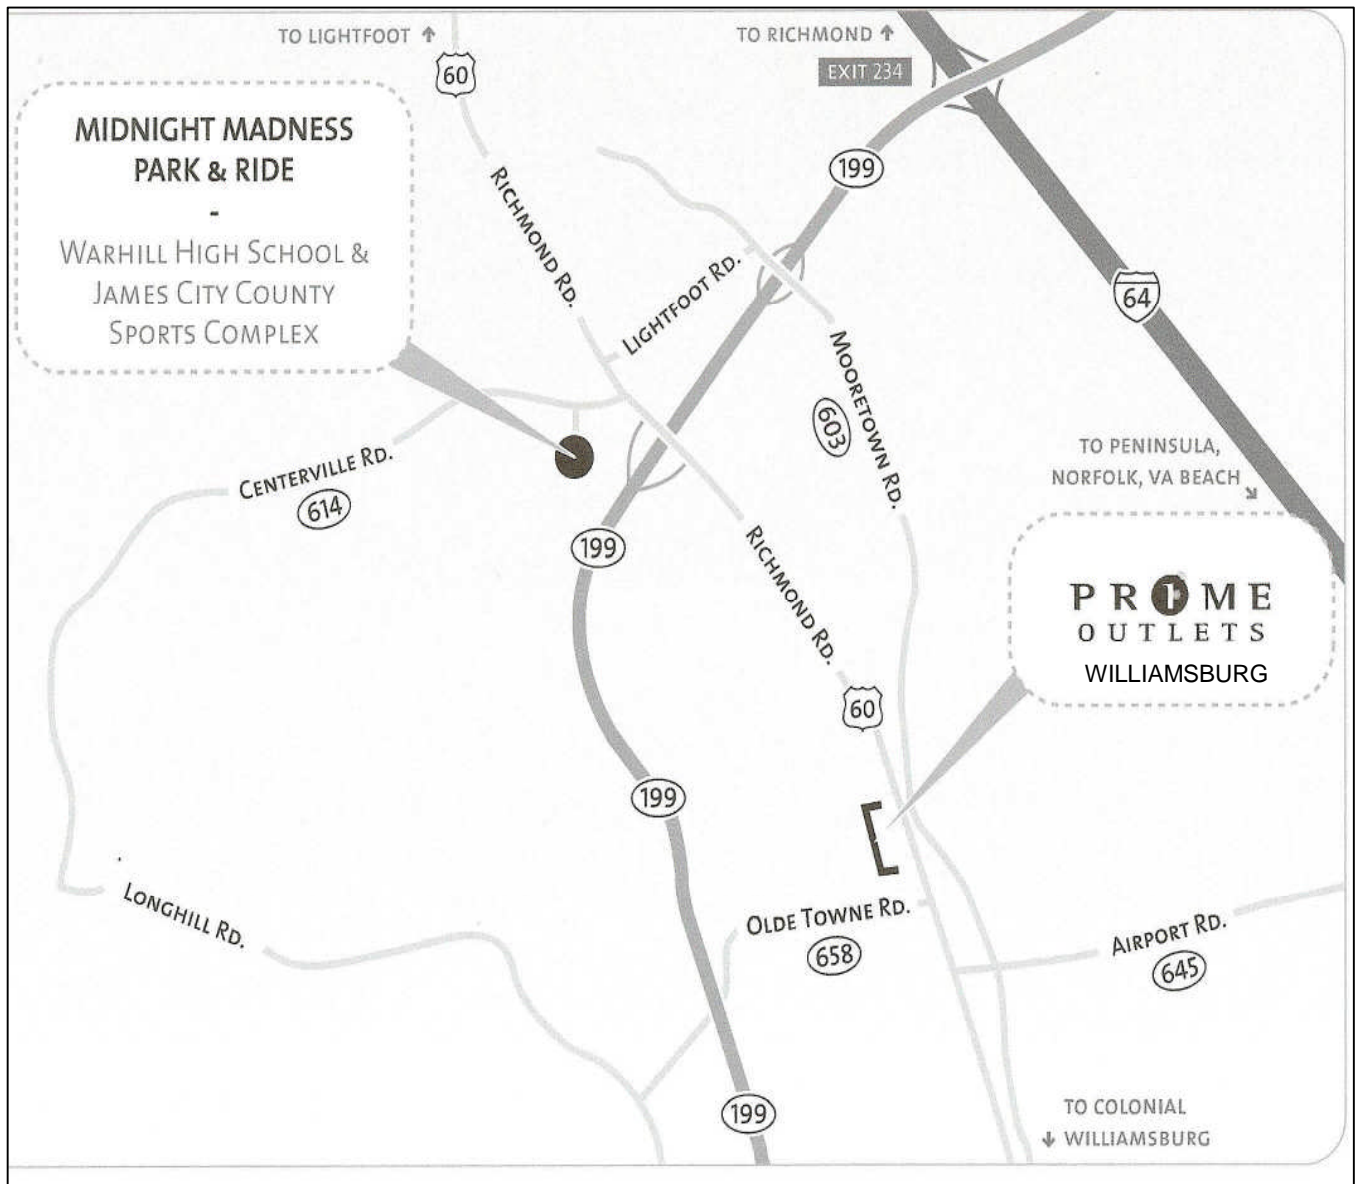 TO LIGHTFOOT ↑
TO RICHMOND ↑
EXIT 234
60
MIDNIGHT MADNESS
PARK & RIDE
-
WARHILL HIGH SCHOOL &
JAMES CITY COUNTY
SPORTS COMPLEX
199
RICHMOND RD.
LIGHTFOOT RD.
64
MOORETOWN RD.
603
CENTERVILLE RD.
614
TO PENINSULA,
NORFOLK, VA BEACH ↘
199
RICHMOND RD.
PRIME
OUTLETS
WILLIAMSBURG
60
199
LONGHILL RD.
OLDE TOWNE RD.
658
AIRPORT RD.
645
199
TO COLONIAL
↓ WILLIAMSBURG